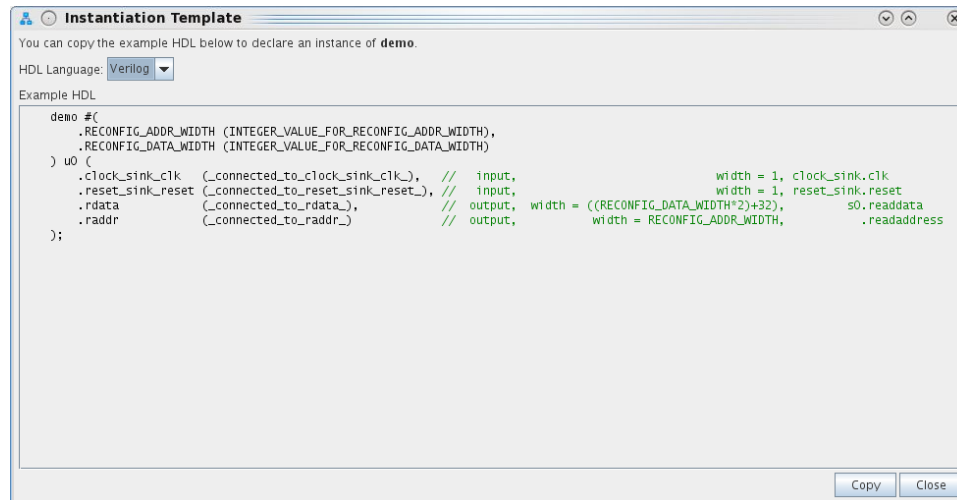 Instantiation Template
You can copy the example HDL below to declare an instance of demo.
HDL Language: Verilog
Example HDL
demo #(
.RECONFIG_ADDR_WIDTH (INTEGER_VALUE_FOR_RECONFIG_ADDR_WIDTH),
.RECONFIG_DATA_WIDTH (INTEGER_VALUE_FOR_RECONFIG_DATA_WIDTH)
) u0 (
.clock_sink_clk (_connected_to_clock_sink_clk_), // input, width = 1, clock_sink.clk
.reset_sink_reset (_connected_to_reset_sink_reset_), // input, width = 1, reset_sink.reset
.rdata (_connected_to_rdata_), // output, width = ((RECONFIG_DATA_WIDTH*2)+32), s0.readdata
.raddr (_connected_to_raddr_) // output, width = RECONFIG_ADDR_WIDTH, .readaddress
);
Copy Close